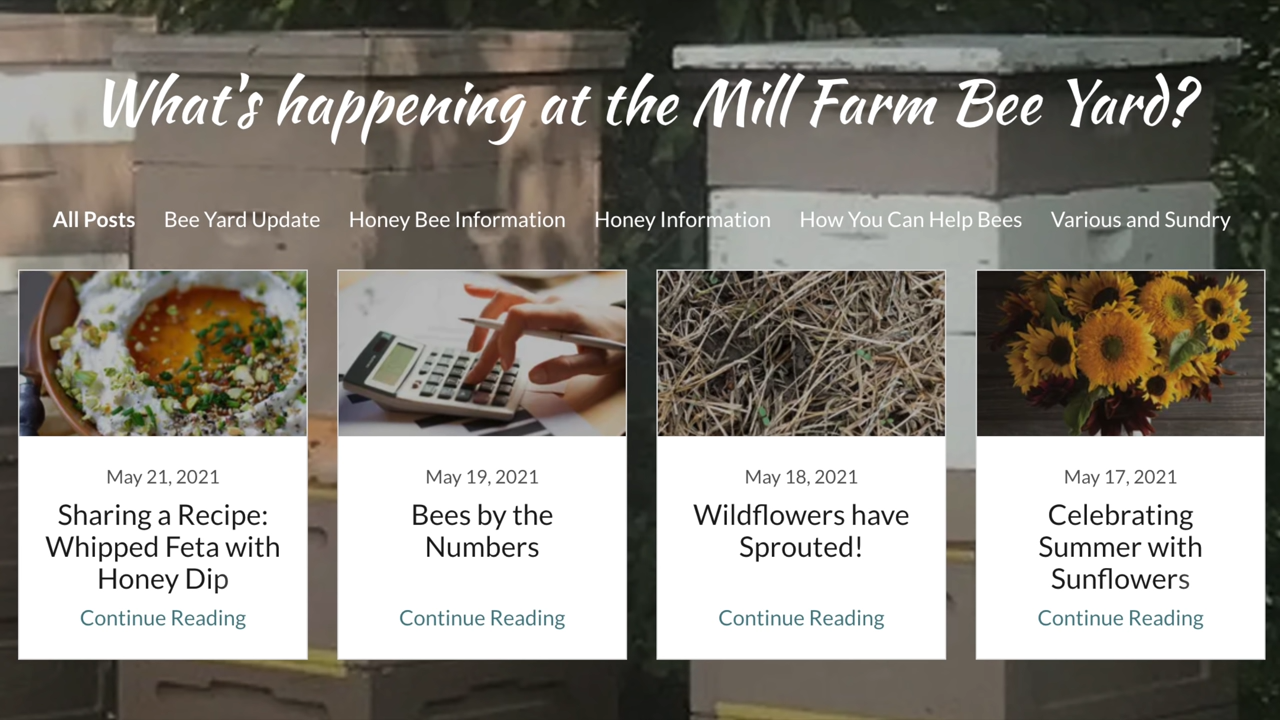 What's happening at the Mill Farm Bee Yard?
All Posts Bee Yard Update Honey Bee Information Honey Information How You Can Help Bees Various and Sundry
May 21, 2021
Sharing a Recipe:
Whipped Feta with
Honey Dip
Continue Reading
May 19, 2021
Bees by the
Numbers
Continue Reading
May 18, 2021
Wildflowers have
Sprouted!
Continue Reading
May 17, 2021
Celebrating
Summer with
Sunflowers
Continue Reading